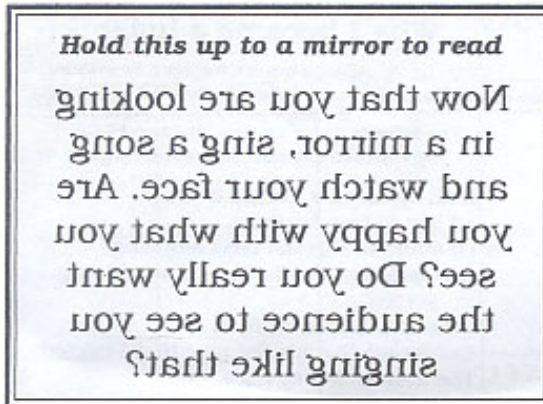 Hold this up to a mirror to read
Now that you are looking
in a mirror, sing a song
and watch your face. Are
you happy with what you
see? Do you really want
the audience to see you
singing like that?